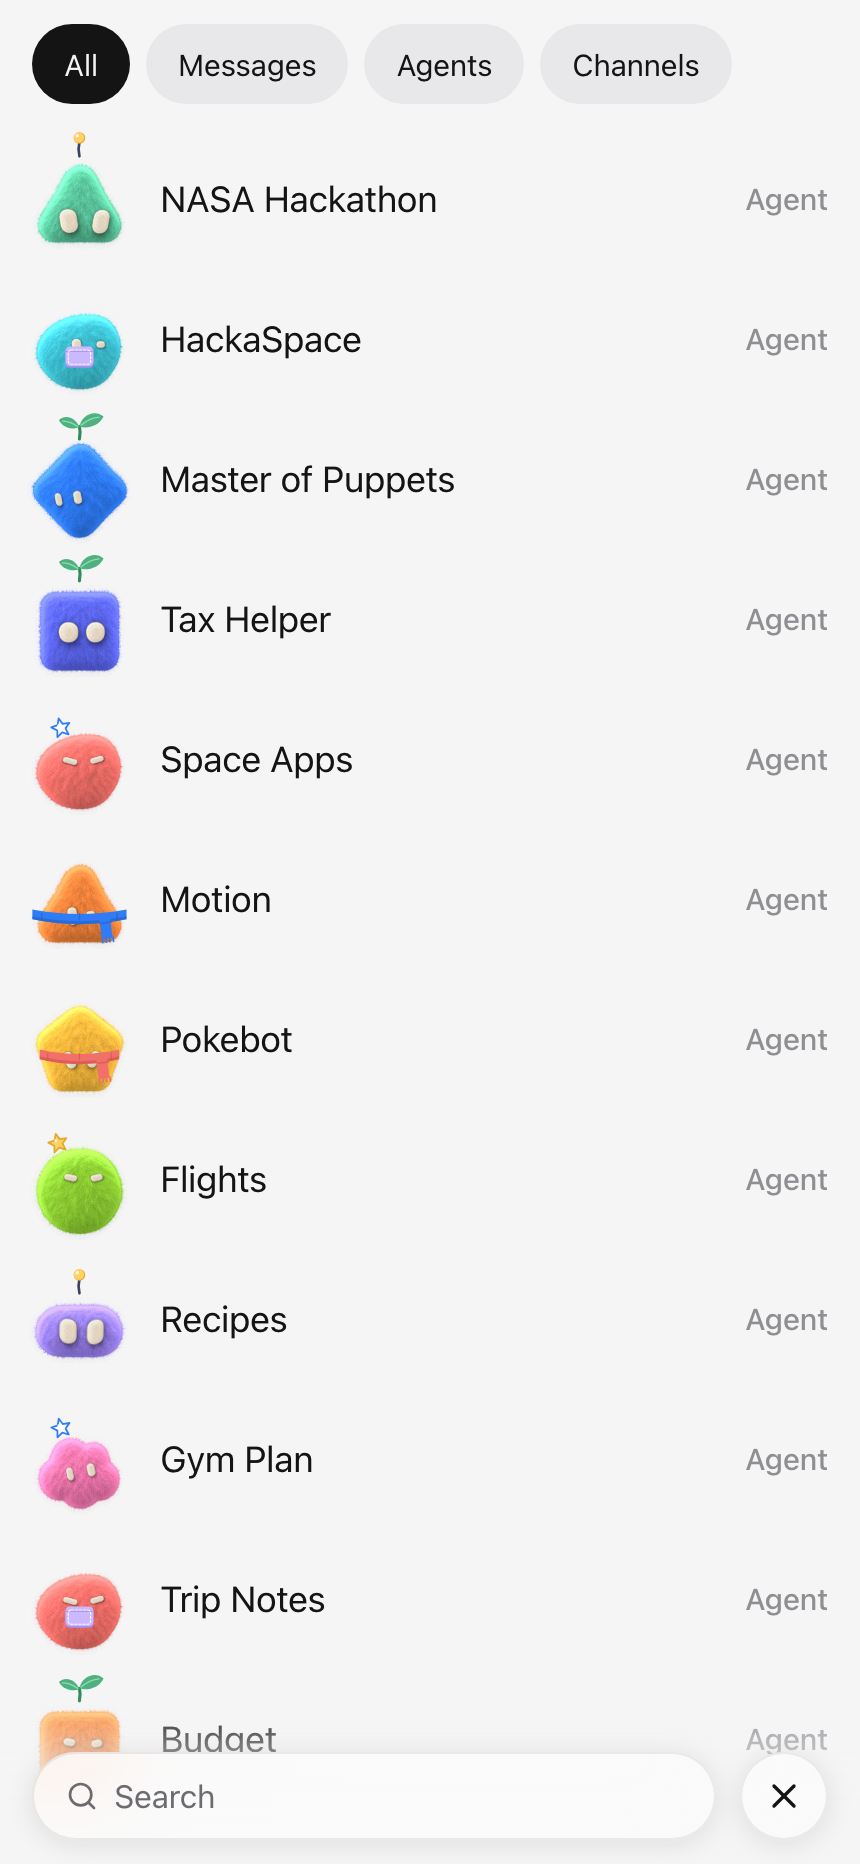 All
Messages
Agents
Channels
NASA Hackathon
Agent
HackaSpace
Agent
Master of Puppets
Agent
Tax Helper
Agent
Space Apps
Agent
Motion
Agent
Pokebot
Agent
Flights
Agent
Recipes
Agent
Gym Plan
Agent
Trip Notes
Agent
Budget
Agent
Search